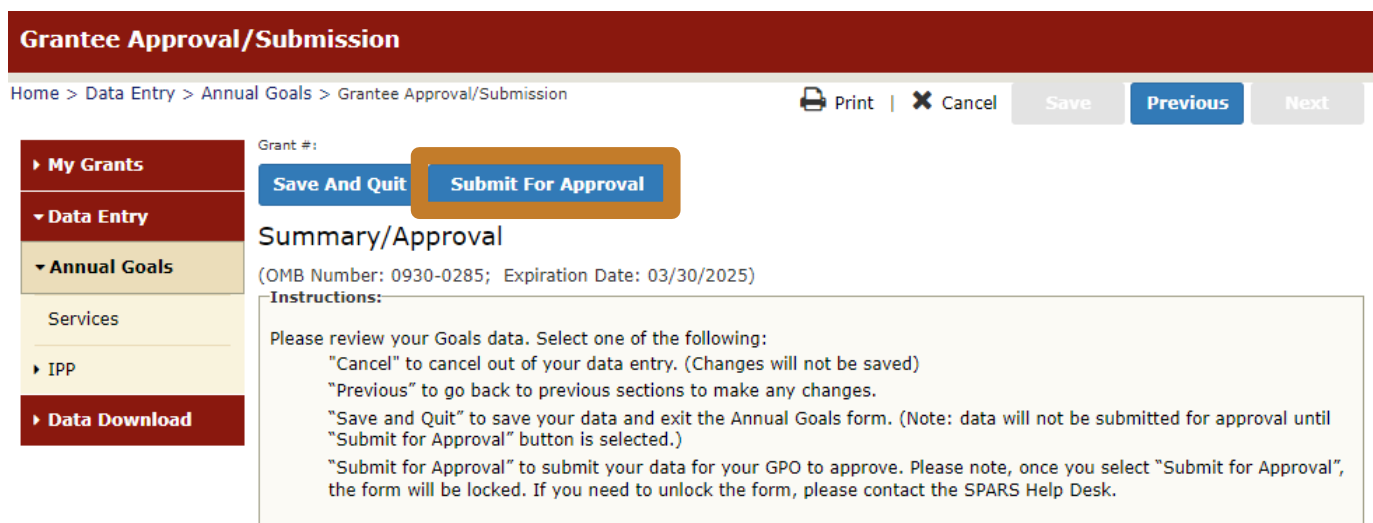 Grantee Approval/Submission
Home > Data Entry > Annual Goals > Grantee Approval/Submission
Print | Cancel Save Previous Next
My Grants
Data Entry
Annual Goals
Services
IPP
Data Download
Grant #:
Save And Quit Submit For Approval
Summary/Approval
(OMB Number: 0930-0285; Expiration Date: 03/30/2025)
Instructions:
Please review your Goals data. Select one of the following:
"Cancel" to cancel out of your data entry. (Changes will not be saved)
“Previous” to go back to previous sections to make any changes.
“Save and Quit” to save your data and exit the Annual Goals form. (Note: data will not be submitted for approval until
“Submit for Approval” button is selected.)
“Submit for Approval” to submit your data for your GPO to approve. Please note, once you select “Submit for Approval”,
the form will be locked. If you need to unlock the form, please contact the SPARS Help Desk.